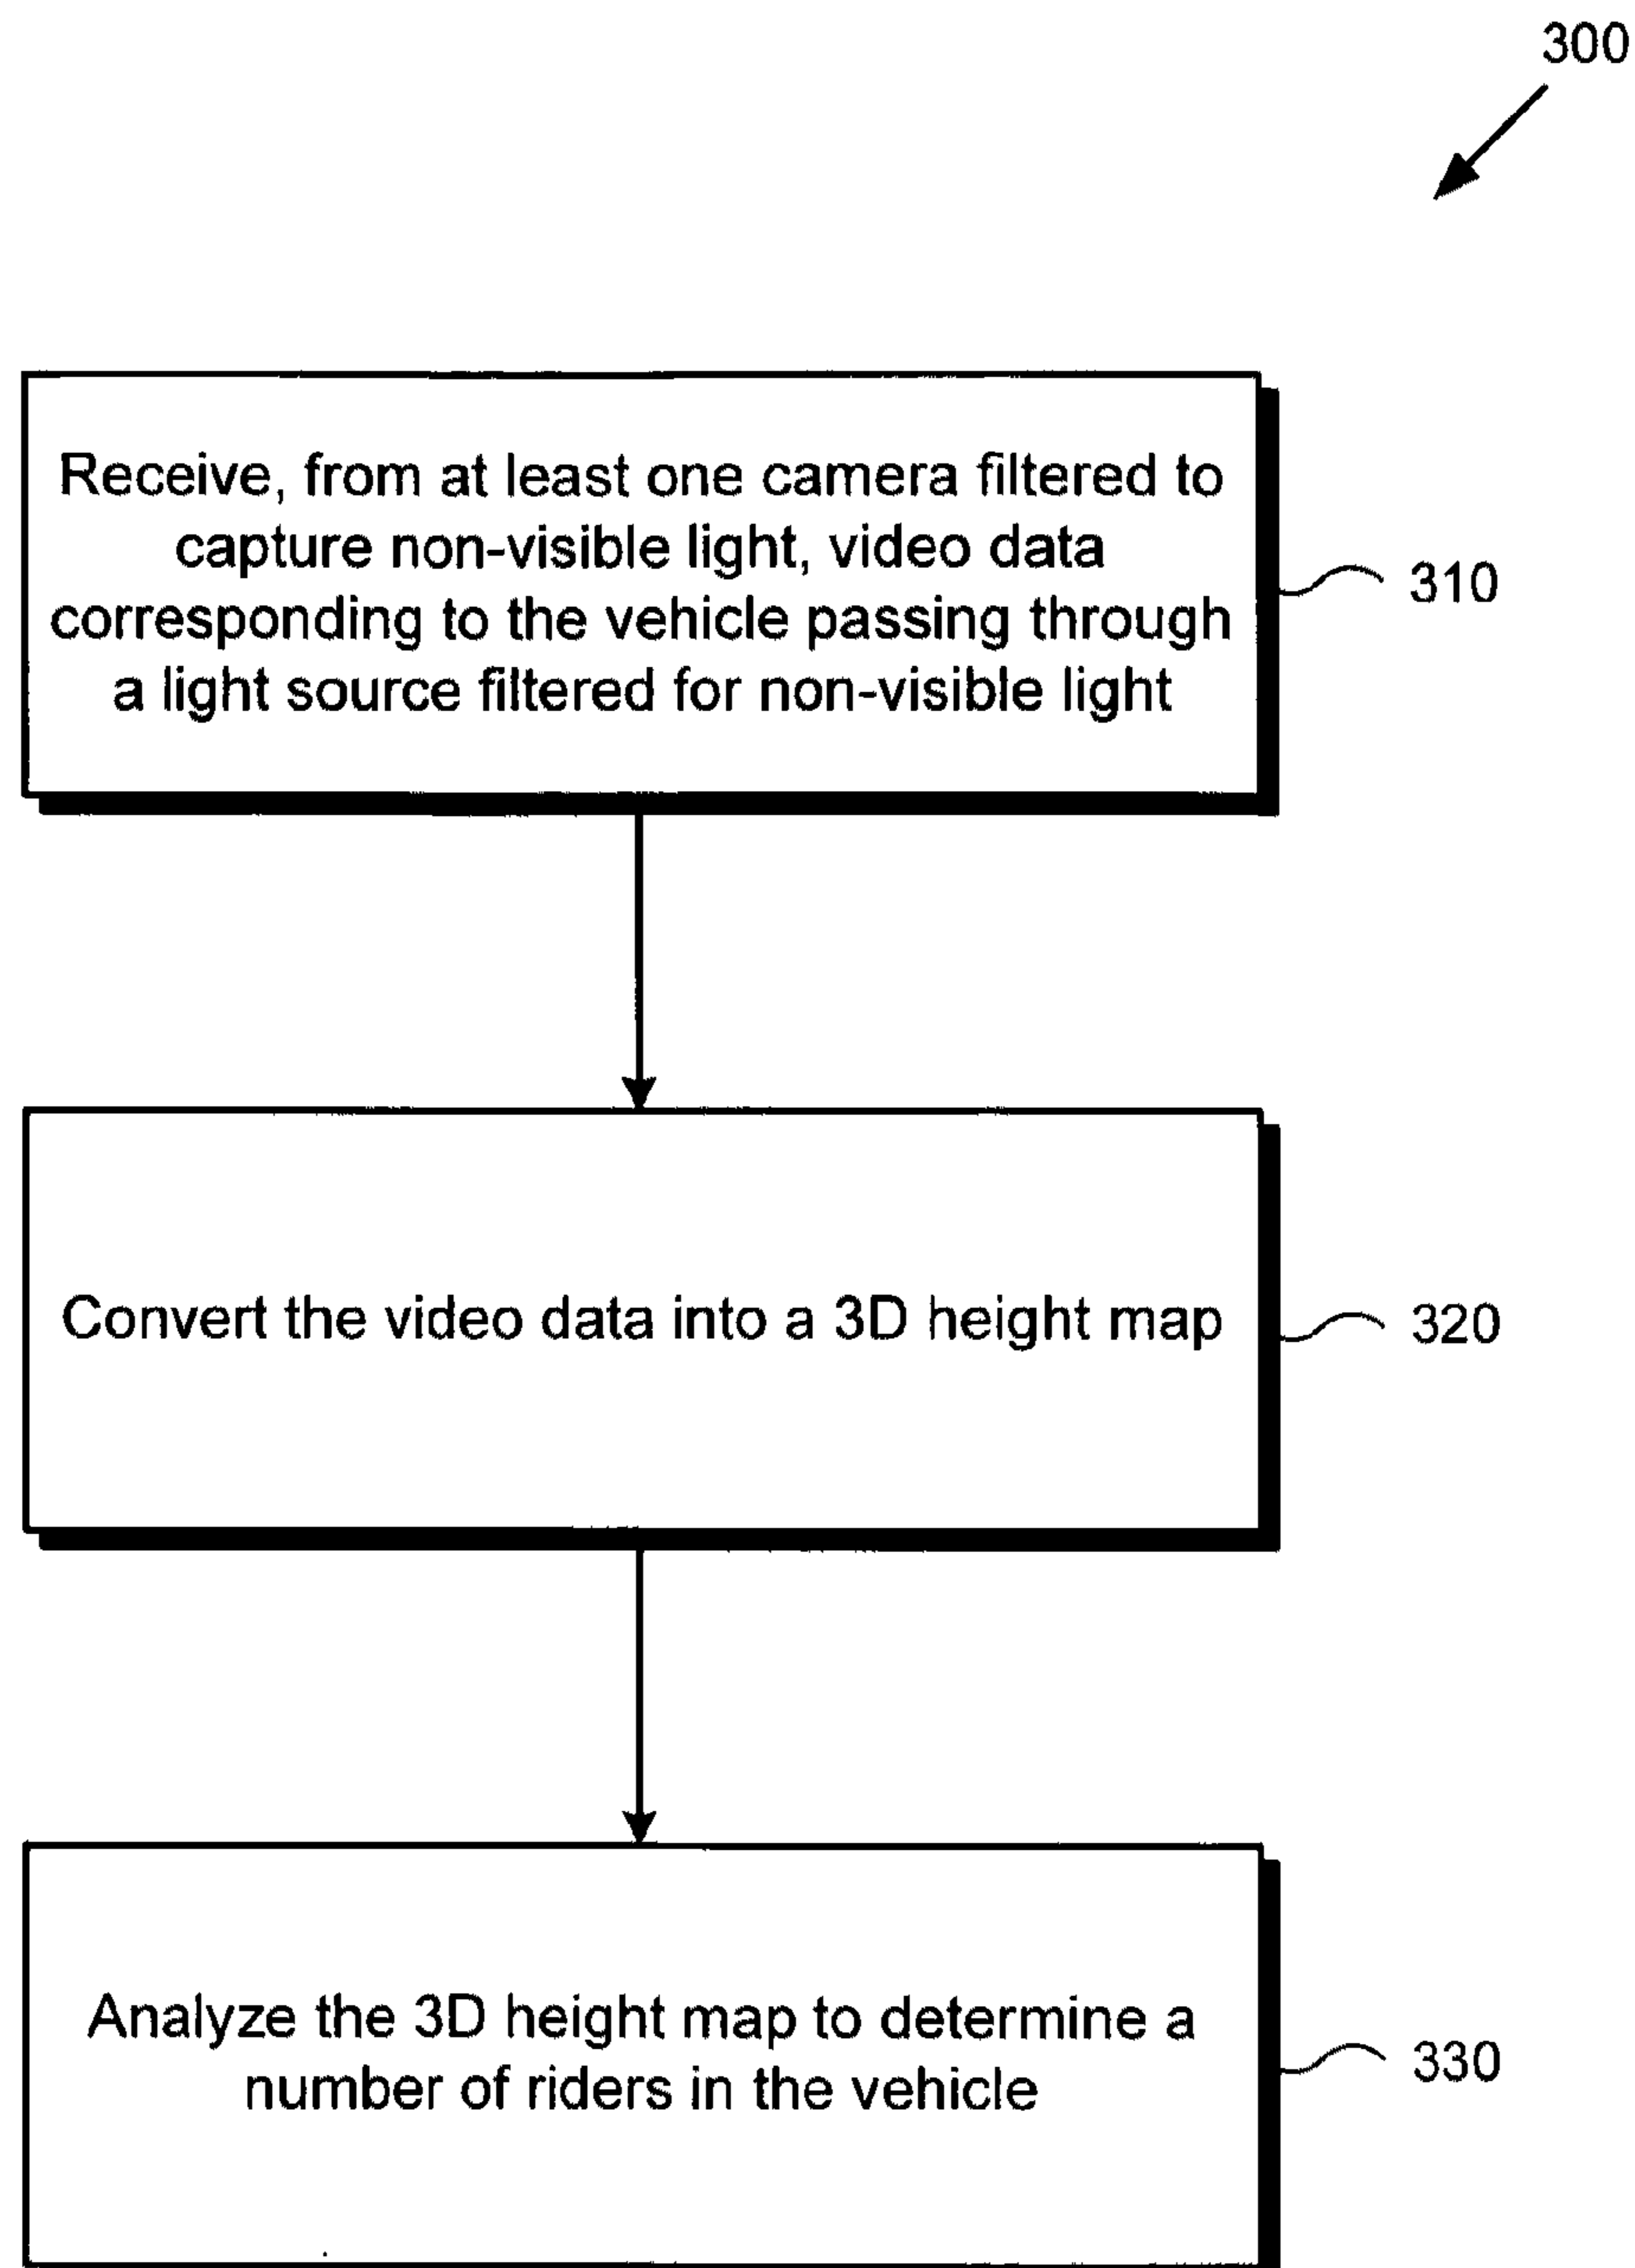 300
Receive, from at least one camera filtered to
capture non-visible light, video data
corresponding to the vehicle passing through
a light source filtered for non-visible light
310
Convert the video data into a 3D height map
320
Analyze the 3D height map to determine a
number of riders in the vehicle
330